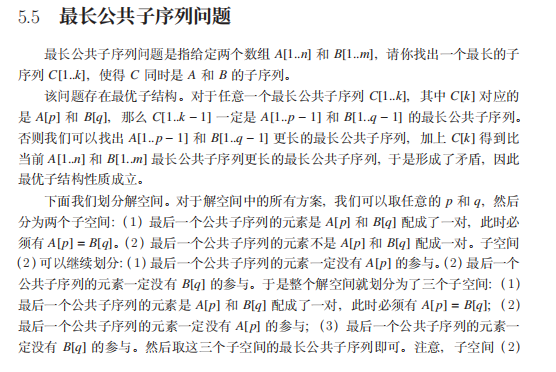 5.5 最长公共子序列问题
最长公共子序列问题是指给定两个数组 A[1..n] 和 B[1..m]，请你找出一个最长的子
序列 C[1..k]，使得 C 同时是 A 和 B 的子序列。
该问题存在最优子结构。对于任意一个最长公共子序列 C[1..k]，其中 C[k] 对应的
是 A[p] 和 B[q]，那么 C[1..k − 1] 一定是 A[1..p − 1] 和 B[1..q − 1] 的最长公共子序列。
否则我们可以找出 A[1..p − 1] 和 B[1..q − 1] 更长的最长公共子序列，加上 C[k] 得到比
当前 A[1..n] 和 B[1..m] 最长公共子序列更长的最长公共子序列，于是形成了矛盾，因此
最优子结构性质成立。
下面我们划分解空间。对于解空间中的所有方案，我们可以取任意的 p 和 q，然后
分为两个子空间：（1）最后一个公共子序列的元素是 A[p] 和 B[q] 配成了一对，此时必
须有 A[p] = B[q]。（2）最后一个公共子序列的元素不是 A[p] 和 B[q] 配成一对。子空间
（2）可以继续划分：（1）最后一个公共子序列的元素一定没有 A[p] 的参与。（2）最后一个
公共子序列的元素一定没有 B[q] 的参与。于是整个解空间就划分为了三个子空间：（1）
最后一个公共子序列的元素是 A[p] 和 B[q] 配成了一对，此时必须有 A[p] = B[q]；（2）
最后一个公共子序列的元素一定没有 A[p] 的参与；（3）最后一个公共子序列的元素一
定没有 B[q] 的参与。然后取这三个子空间的最长公共子序列即可。注意，子空间（2）